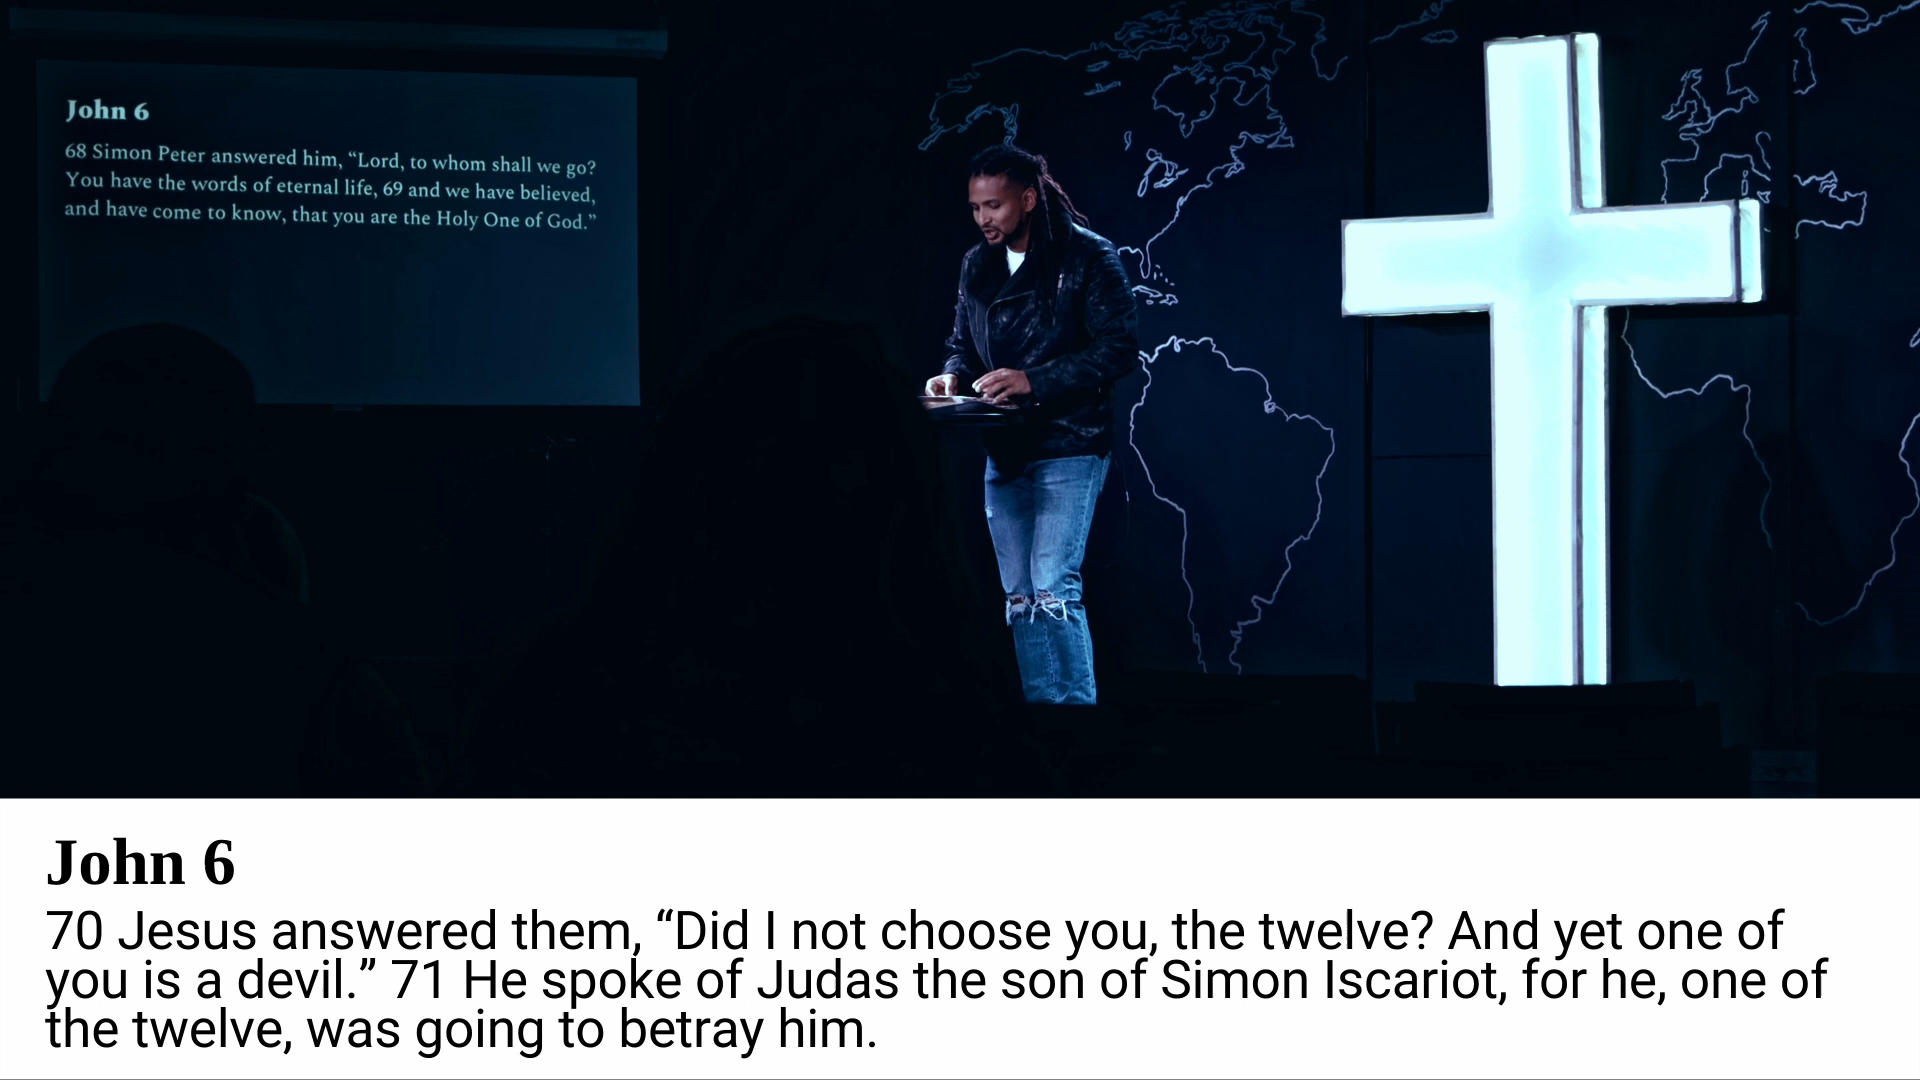 John 6
68 Simon Peter answered him, “Lord, to whom shall we go?
You have the words of eternal life, 69 and we have believed,
and have come to know, that you are the Holy One of God.”
John 6
70 Jesus answered them, “Did I not choose you, the twelve? And yet one of
you is a devil.” 71 He spoke of Judas the son of Simon Iscariot, for he, one of
the twelve, was going to betray him.